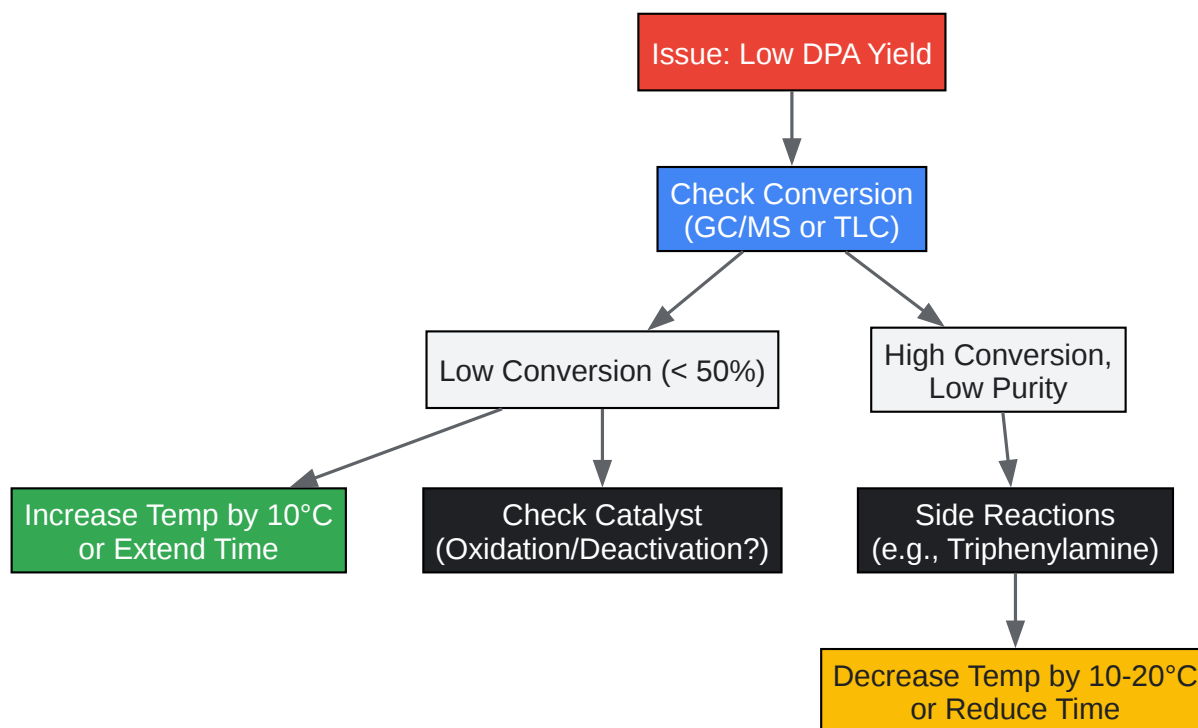 Issue: Low DPA Yield
Check Conversion
(GC/MS or TLC)
Low Conversion (< 50%)
High Conversion,
Low Purity
Increase Temp by 10°C
or Extend Time
Check Catalyst
(Oxidation/Deactivation?)
Side Reactions
(e.g., Triphenylamine)
Decrease Temp by 10-20°C
or Reduce Time